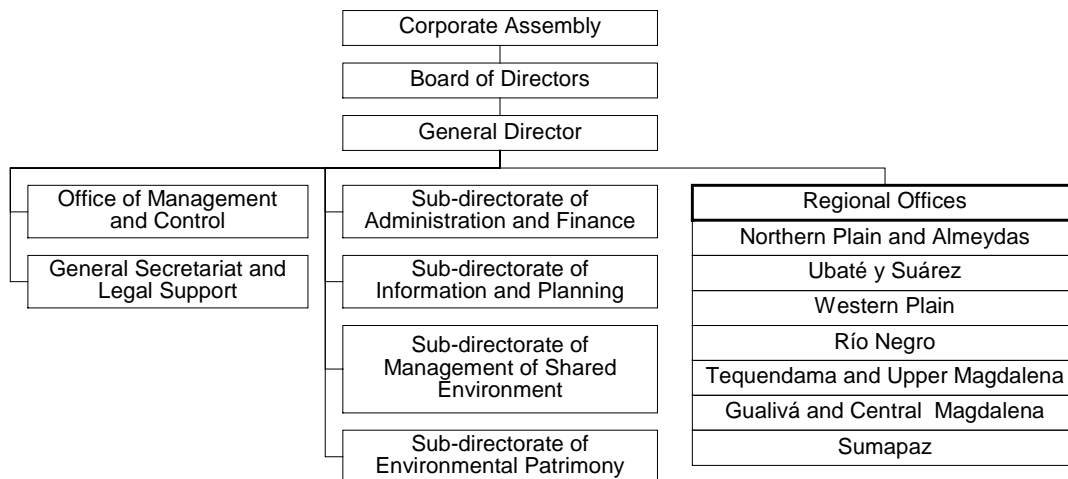 Corporate Assembly
Board of Directors
General Director
Office of Management
and Control
General Secretariat and
Legal Support
Sub-directorate of
Administration and Finance
Sub-directorate of
Information and Planning
Sub-directorate of
Management of Shared
Environment
Sub-directorate of
Environmental Patrimony
Regional Offices
Northern Plain and Almeydas
Ubaté y Suárez
Western Plain
Río Negro
Tequendama and Upper Magdalena
Gualivá and Central Magdalena
Sumapaz